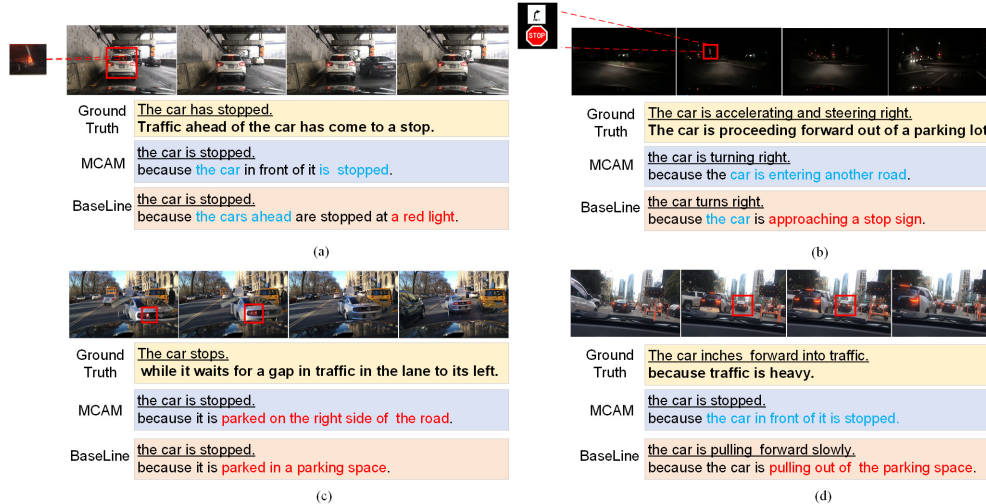 Ground
Truth
The car has stopped.
Traffic ahead of the car has come to a stop.
MCAM
the car is stopped.
because the car in front of it is stopped.
BaseLine
the car is stopped.
because the cars ahead are stopped at a red light.
(a)
STOP
Ground
Truth
The car is accelerating and steering right.
The car is proceeding forward out of a parking lot
MCAM
the car is turning right.
because the car is entering another road.
BaseLine
the car turns right.
because the car is approaching a stop sign.
(b)
Ground
Truth
The car stops.
while it waits for a gap in traffic in the lane to its left.
MCAM
the car is stopped.
because it is parked on the right side of the road.
BaseLine
the car is stopped.
because it is parked in a parking space.
(c)
Ground
Truth
The car inches forward into traffic.
because traffic is heavy.
MCAM
the car is stopped.
because the car in front of it is stopped.
BaseLine
the car is pulling forward slowly.
because the car is pulling out of the parking space.
(d)